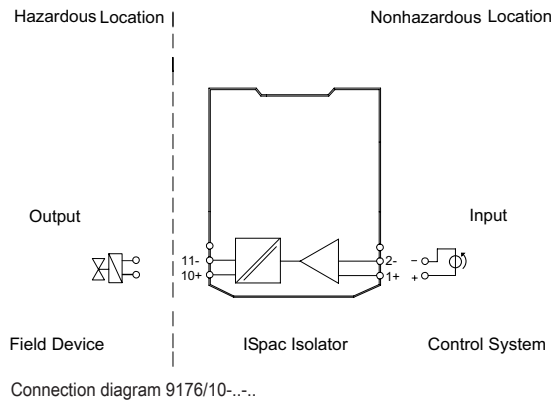 Hazardous Location
Nonhazardous Location
Output
Input
11-
2-
-
10+
1+
+
Field Device
ISpac Isolator
Control System
Connection diagram 9176/10-..-..